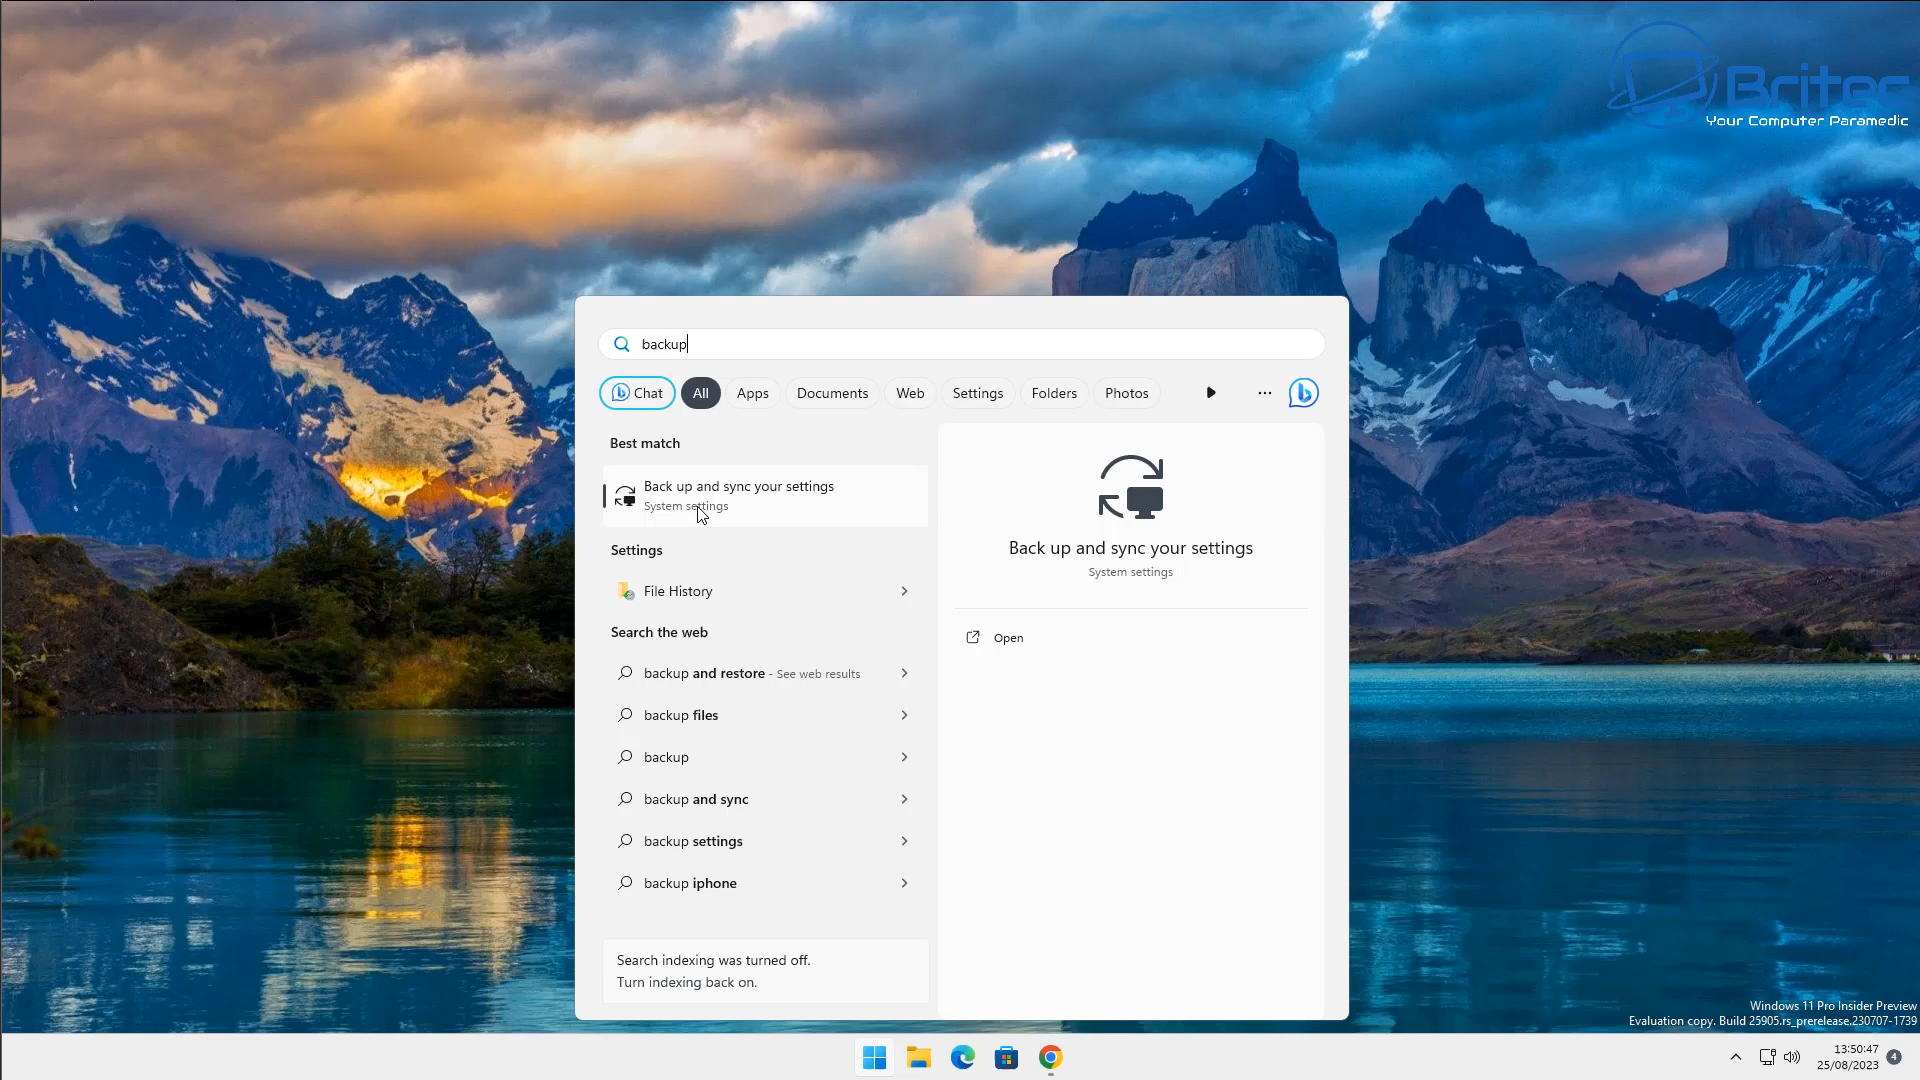 Britec
Your Computer Paramedic
backup
Chat
All
Apps
Documents
Web
Settings
Folders
Photos
Best match
Back up and sync your settings
System settings
Settings
File History
Search the web
backup and restore - See web results
backup files
backup
backup and sync
backup settings
backup iphone
Search indexing was turned off.
Turn indexing back on.
Back up and sync your settings
System settings
Open
Windows 11 Pro Insider Preview
Evaluation copy. Build 25905.rs_prerelease.230707-1739
13:50:47
25/08/2023
4